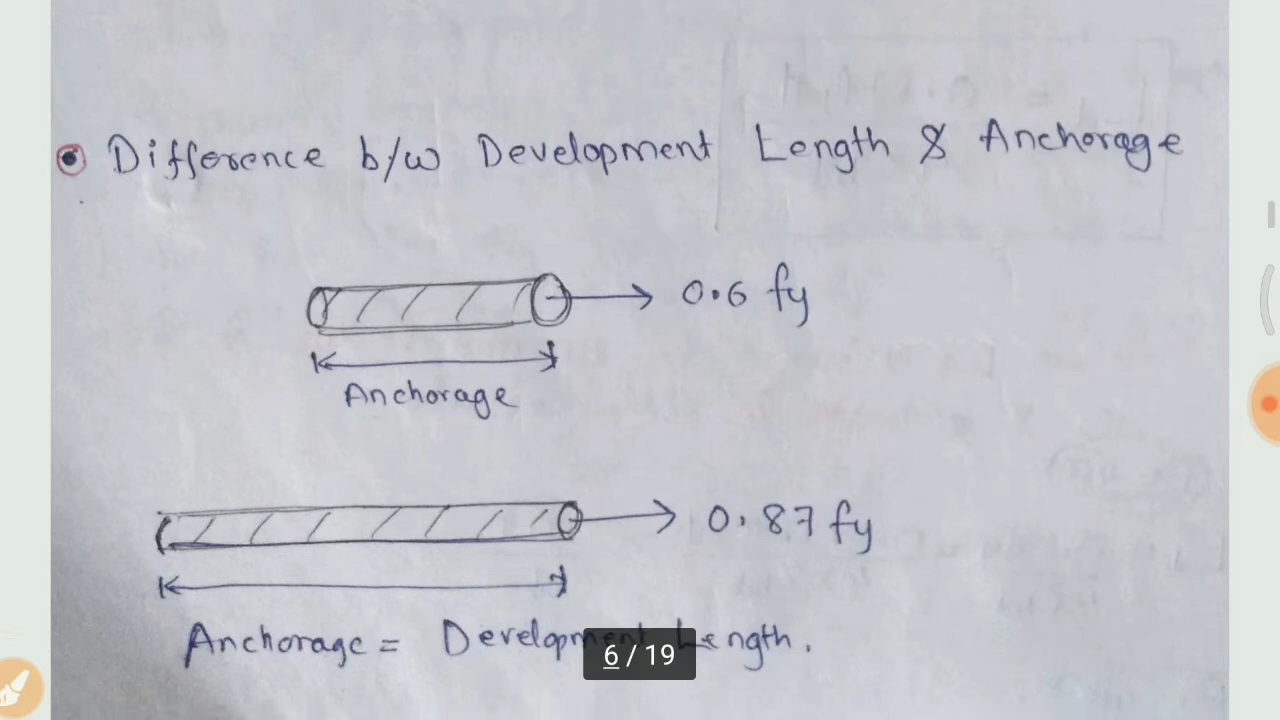 Difference b/w Development Length & Anchorage
0.6 fy
Anchorage
0.87 fy
Anchorage = Development Length.
6 / 19